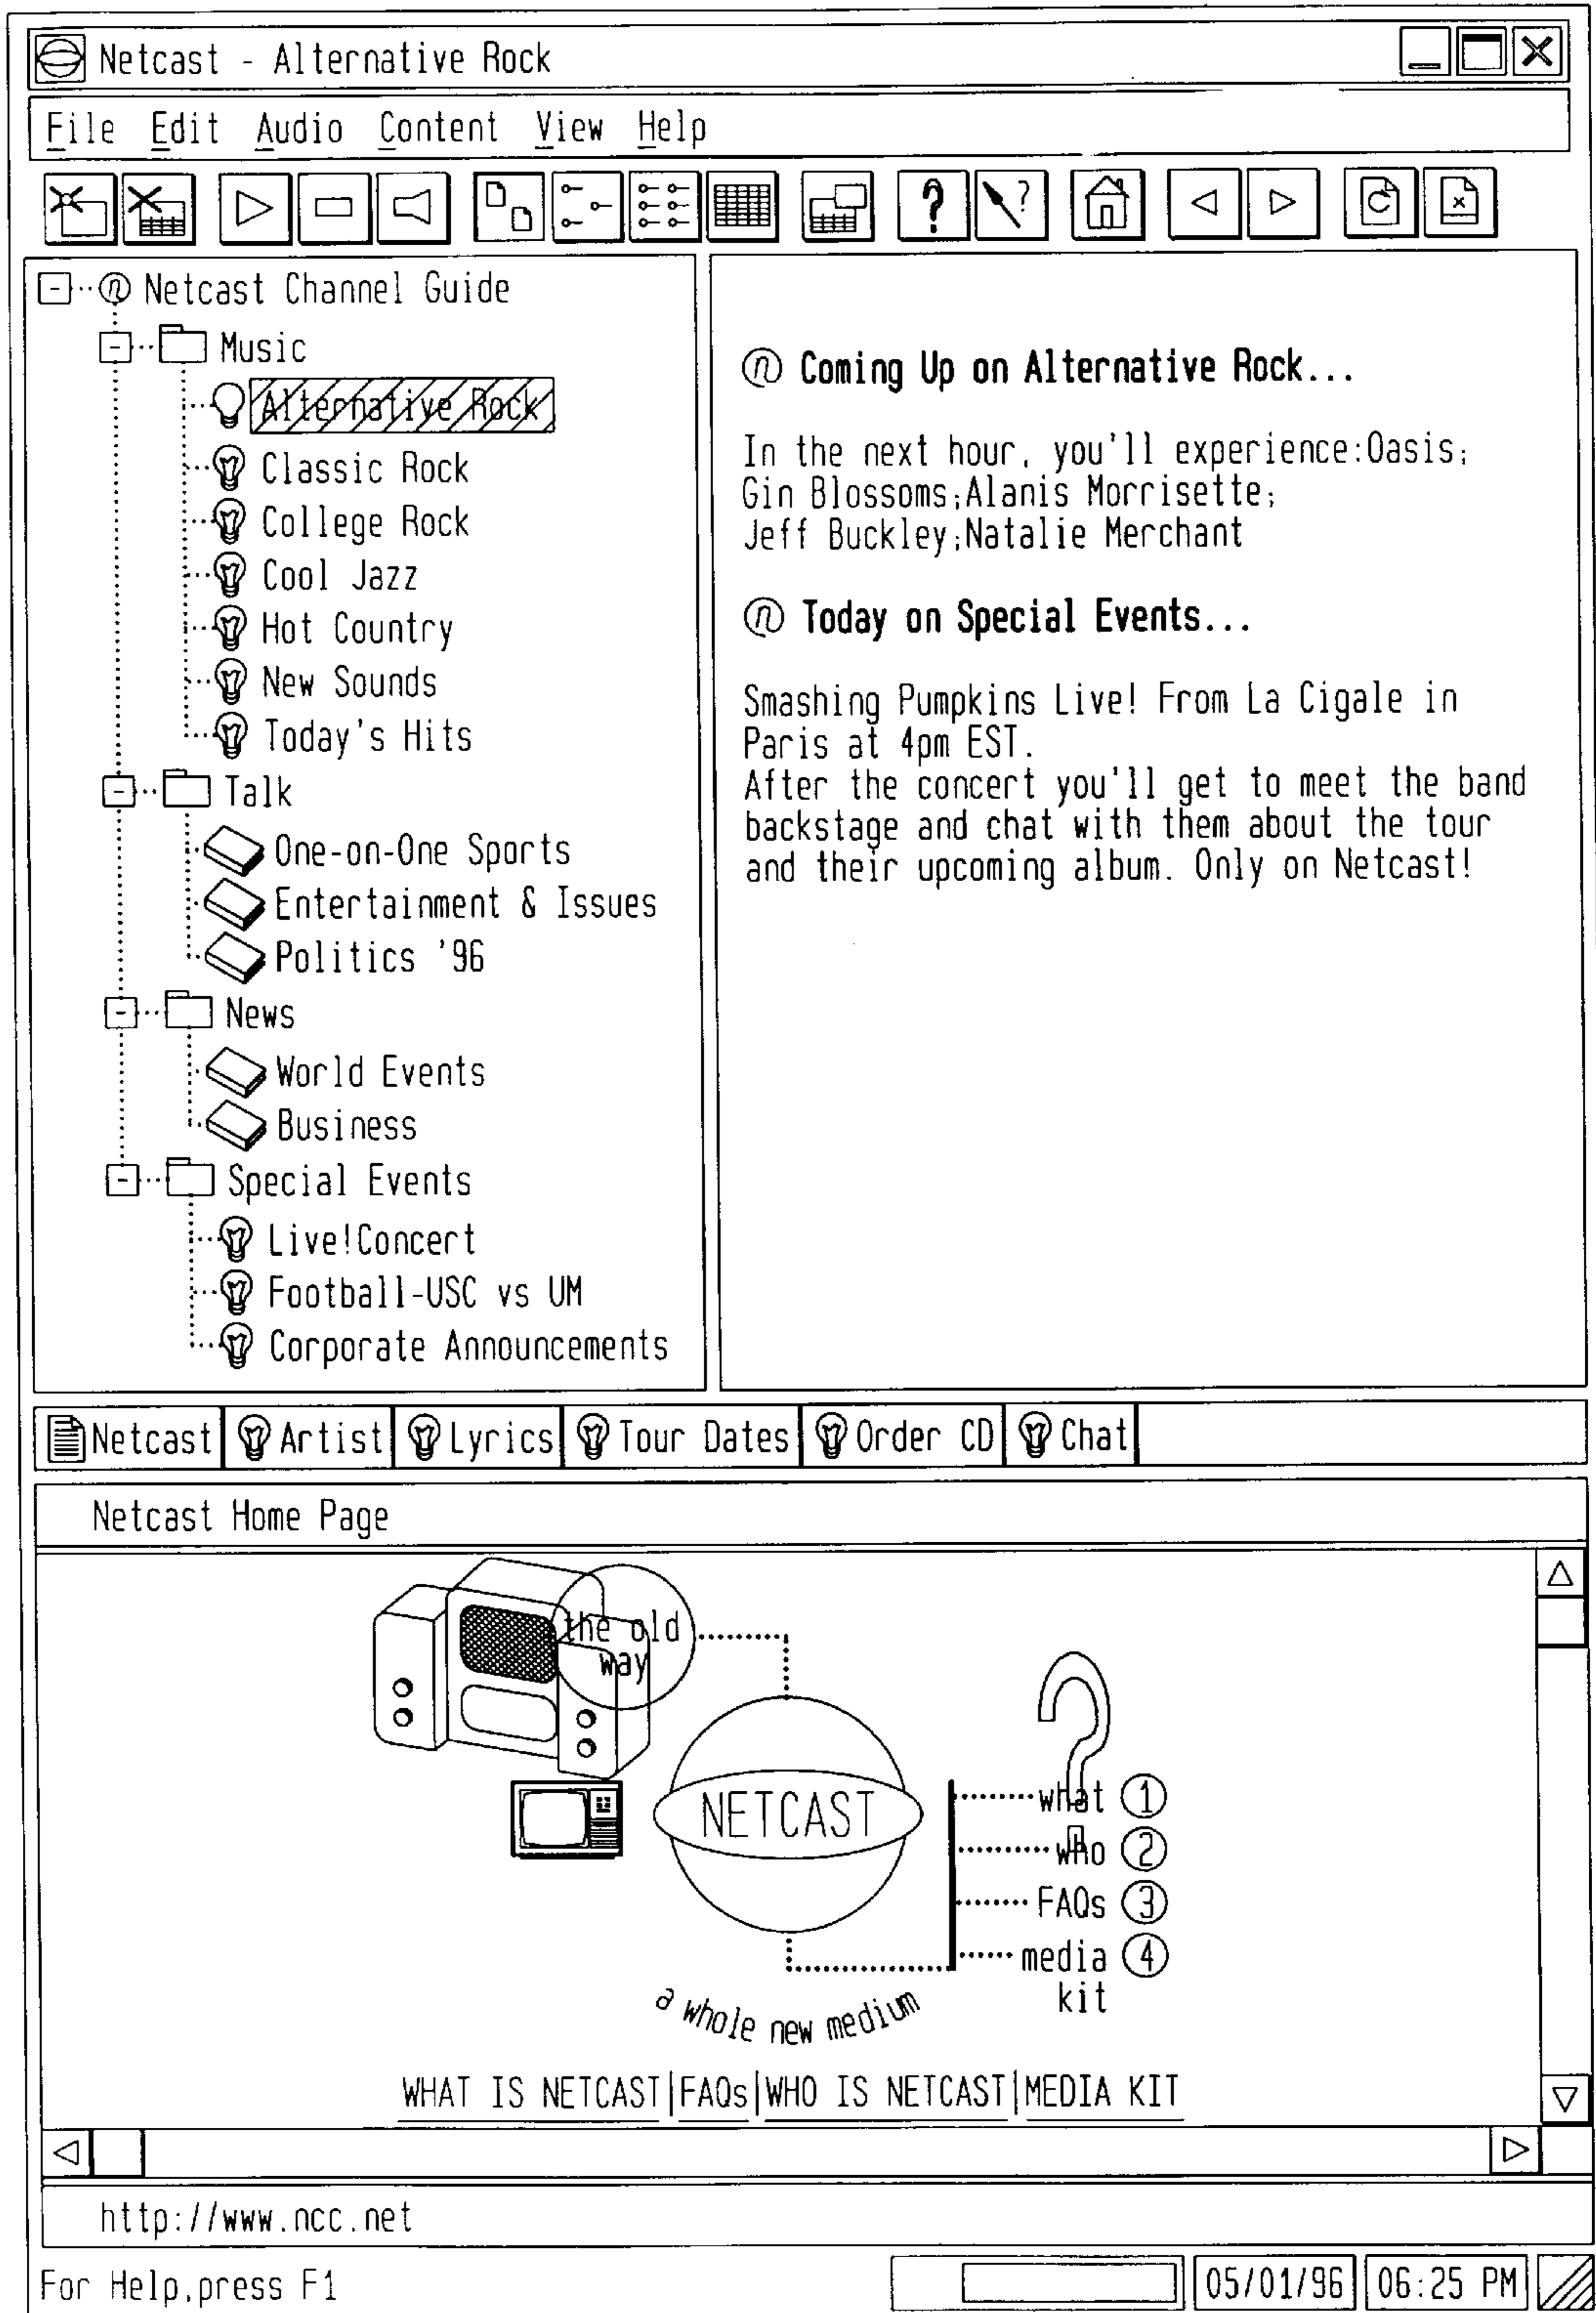 Netcast - Alternative Rock
File Edit Audio Content View Help
Netcast Channel Guide
Music
Alternative Rock
Classic Rock
College Rock
Cool Jazz
Hot Country
New Sounds
Today's Hits
Talk
One-on-One Sports
Entertainment & Issues
Politics '96
News
World Events
Business
Special Events
Live!Concert
Football-USC vs UM
Corporate Announcements
Coming Up on Alternative Rock...
In the next hour, you'll experience:Oasis;
Gin Blossoms;Alanis Morrisette;
Jeff Buckley;Natalie Merchant
Today on Special Events...
Smashing Pumpkins Live! From La Cigale in
Paris at 4pm EST.
After the concert you'll get to meet the band
backstage and chat with them about the tour
and their upcoming album. Only on Netcast!
Netcast Artist Lyrics Tour Dates Order CD Chat
Netcast Home Page
the old
way
NETCAST
what 1
who 2
FAQs 3
media 4
kit
a whole new medium
WHAT IS NETCAST|FAQs|WHO IS NETCAST|MEDIA KIT
http://www.ncc.net
For Help,press F1
05/01/96 06:25 PM